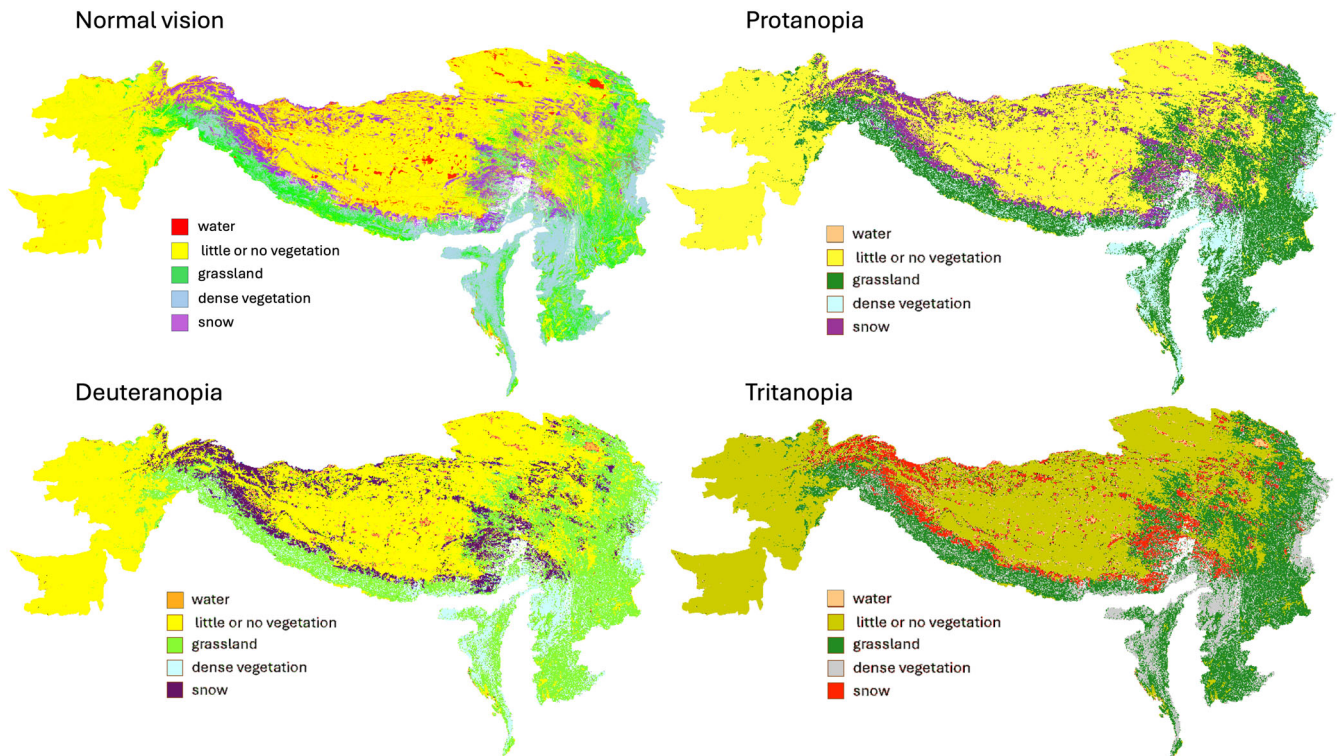 Normal vision
water
little or no vegetation
grassland
dense vegetation
snow
Protanopia
water
little or no vegetation
grassland
dense vegetation
snow
Deuteranopia
water
little or no vegetation
grassland
dense vegetation
snow
Tritanopia
water
little or no vegetation
grassland
dense vegetation
snow